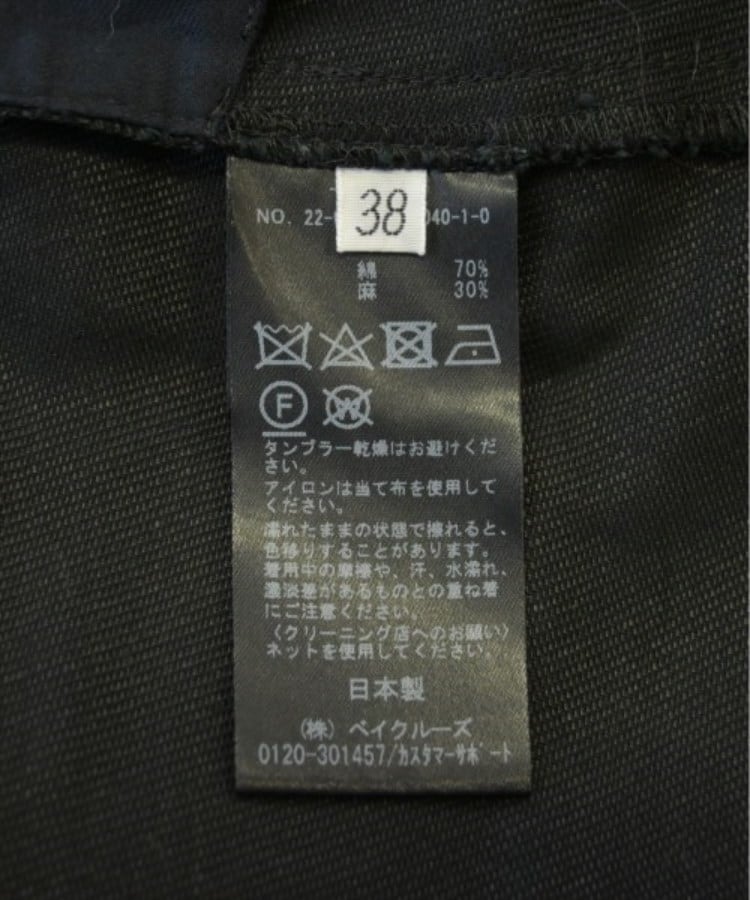 38
NO. 22- 040-1-0
綿 70%
麻 30%
F W
タンブラー乾燥はお避けくだ
さい。
アイロンは当て布を使用して
ください。
濡れたままの状態で擦れると、
色移りすることがあります。
着用中の摩擦や、汗、水濡れ、
濃淡差があるものとの重ね着
にご注意ください。
〈クリーニング店へのお願い〉
ネットを使用してください。
日本製
(株) ベイクルーズ
0120-301457/カスタマーサポート